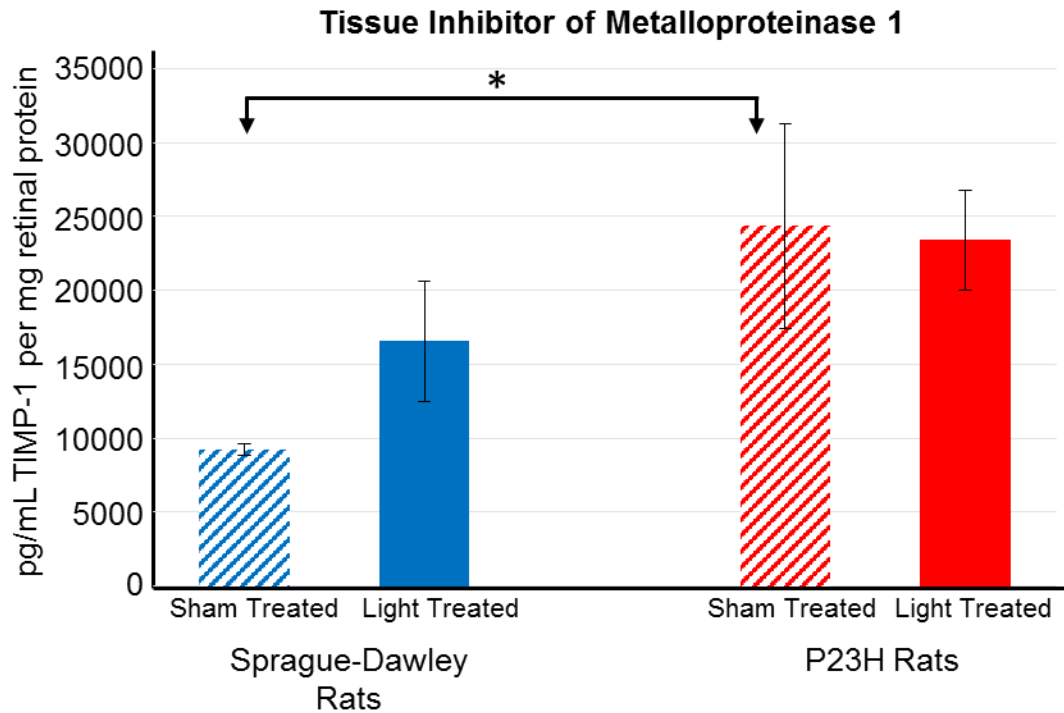 Tissue Inhibitor of Metalloproteinase 1
pg/mL TIMP-1 per mg retinal protein
35000
30000
25000
20000
15000
10000
5000
0
*
Sham Treated
Light Treated
Sham Treated
Light Treated
Sprague-Dawley
Rats
P23H Rats